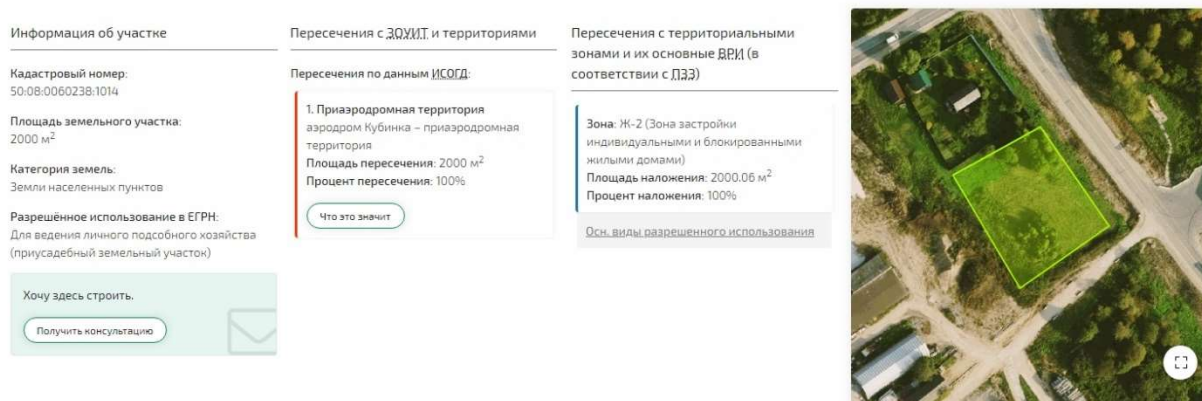 Информация об участке
Кадастровый номер:
50:08:0060238:1014
Площадь земельного участка:
2000 м²
Категория земель:
Земли населенных пунктов
Разрешённое использование в ЕГРН:
Для ведения личного подсобного хозяйства
(приусадебный земельный участок)
Хочу здесь строить.
Получить консультацию
Пересечения с ЗОУИТ и территориями
Пересечения по данным ИСОГД:
1. Приаэродромная территория
аэродром Кубинка – приаэродромная
территория
Площадь пересечения: 2000 м²
Процент пересечения: 100%
Что это значит
Пересечения с территориальными
зонами и их основные ВРИ (в
соответствии с ПЗЗ)
Зона: Ж-2 (Зона застройки
индивидуальными и блокированными
жилыми домами)
Площадь наложения: 2000.06 м²
Процент наложения: 100%
Осн. виды разрешенного использования